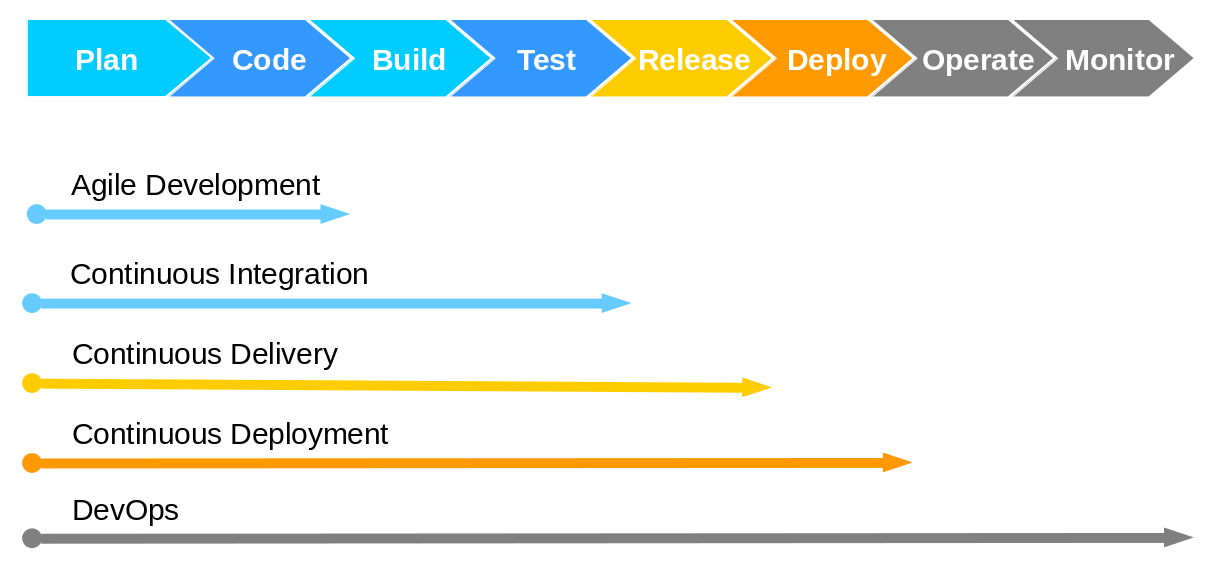 Plan Code Build Test Release Deploy Operate Monitor
Agile Development
Continuous Integration
Continuous Delivery
Continuous Deployment
DevOps